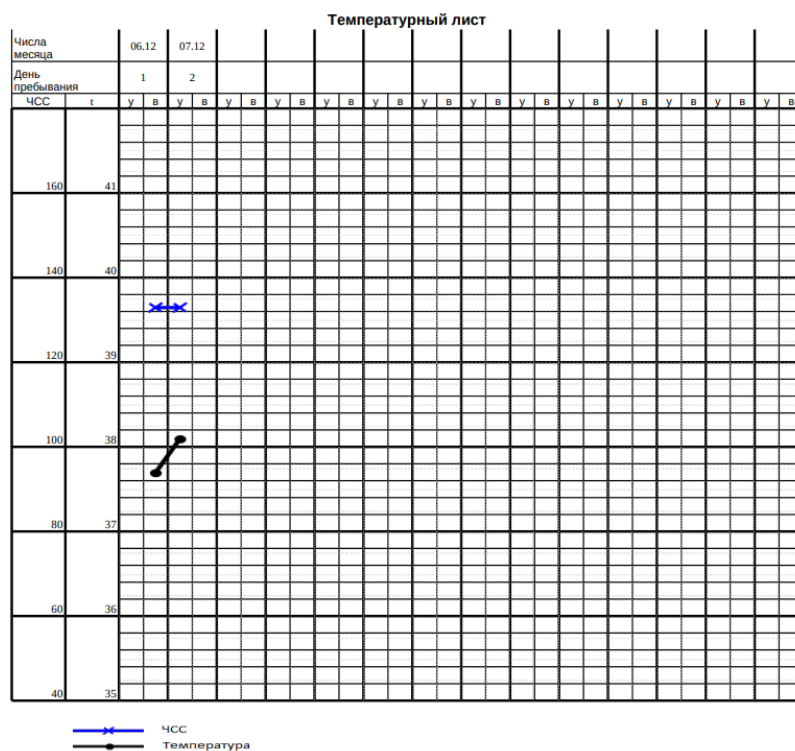 Температурный лист
Числа
месяца
06.12 07.12
День
пребывания
1 2
ЧСС t у в у в у в у в у в у в у в у в у в у в у в у в у в у в
160 41
140 40
120 39
100 38
80 37
60 36
40 35
ЧСС
Температура